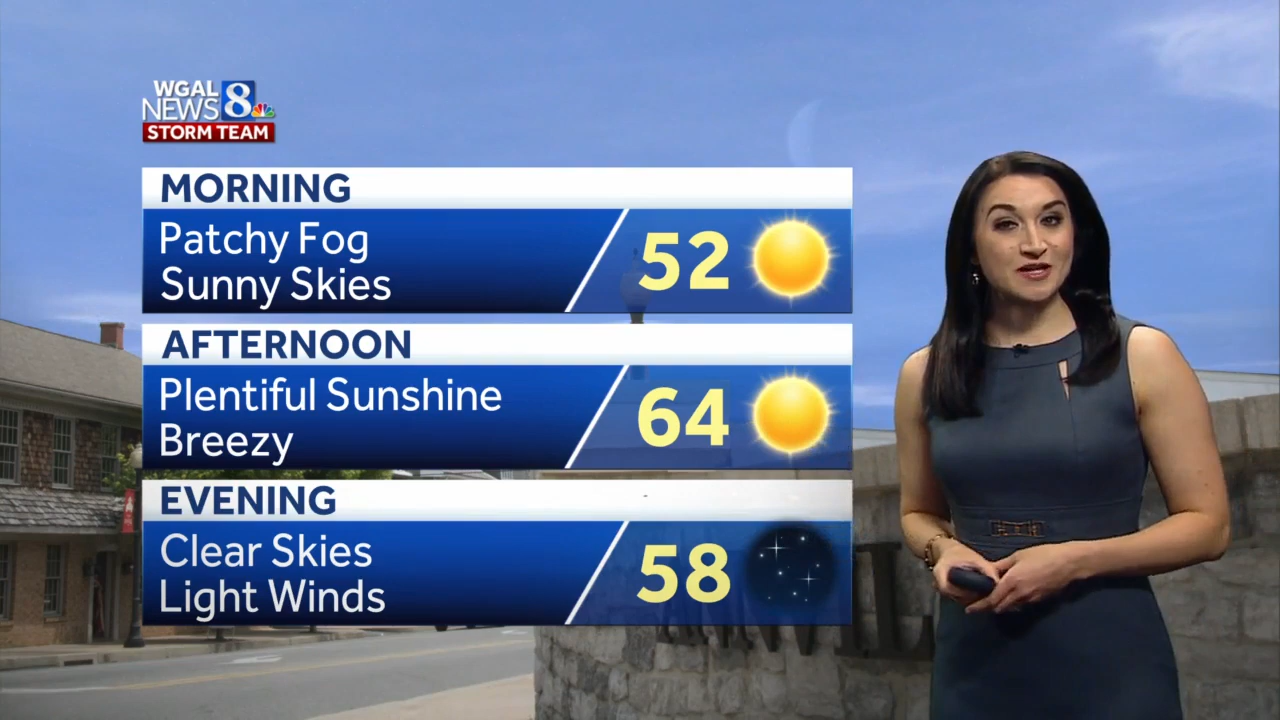 WGAL
NEWS 8
STORM TEAM
MORNING
Patchy Fog
Sunny Skies
52
AFTERNOON
Plentiful Sunshine
Breezy
64
EVENING
Clear Skies
Light Winds
58